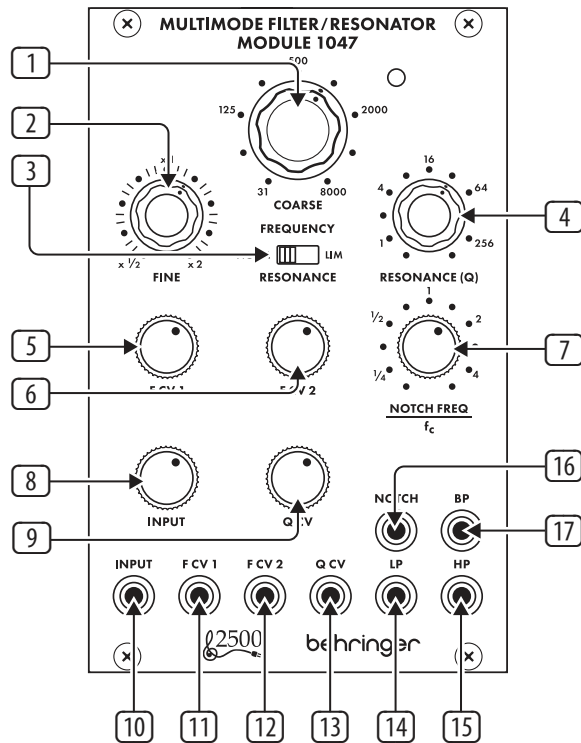 MULTIMODE FILTER/RESONATOR
MODULE 1047
1
500
125
2000
2
31
8000
COARSE
3
x 1
16
4
64
1
256
4
FREQUENCY
LIM
x ½
x 2
FINE
RESONANCE
RESONANCE (Q)
5
6
1
½
2
¼
4
7
F CV 1
F CV 2
NOTCH FREQ
fc
8
9
INPUT
Q CV
16
NOTCH
BP
17
INPUT
F CV 1
F CV 2
Q CV
LP
HP
2500
behringer
10
11
12
13
14
15